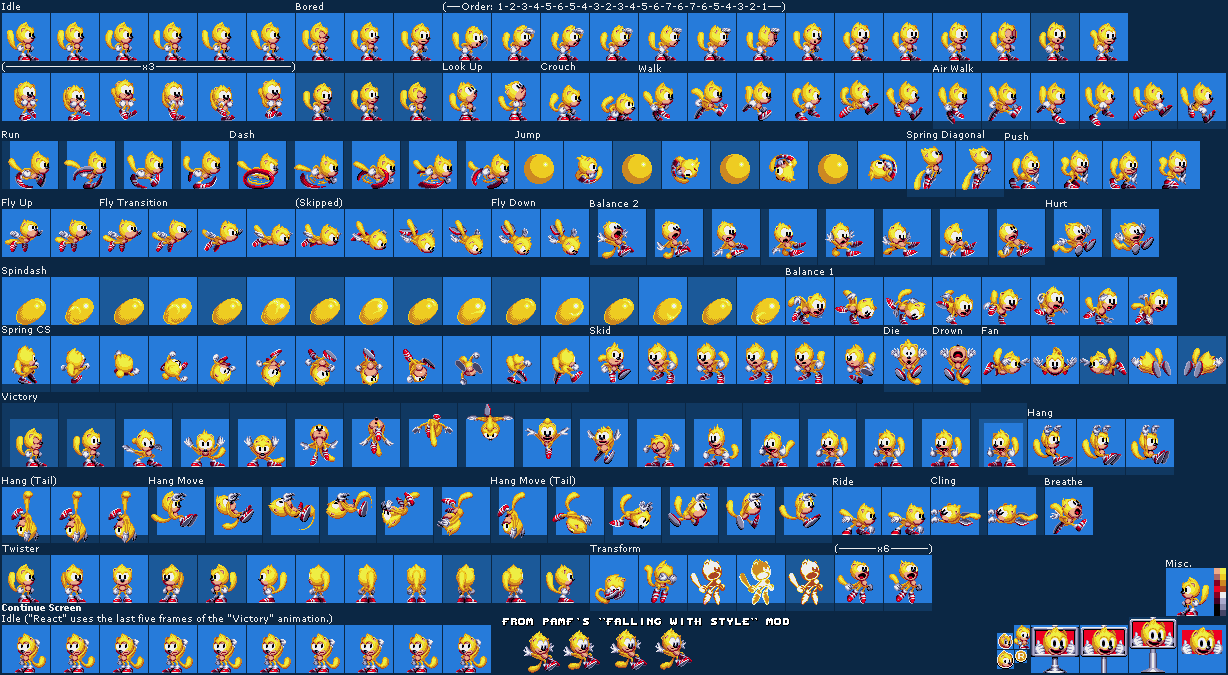 Idle Bored (——Order: 1-2-3-4-5-6-5-4-3-2-3-4-5-6-7-6-7-6-5-4-3-2-1——)
(——————x3——————) Look Up Crouch Walk Air Walk
Run Dash Jump Spring Diagonal Push
Fly Up Fly Transition (Skipped) Fly Down Balance 2 Hurt
Spindash Balance 1
Spring CS Skid Die Drown Fan
Victory
Hang
Hang (Tail) Hang Move Hang Move (Tail) Ride Cling Breathe
Twister Transform (———x6———)
Misc.
Continue Screen
Idle ("React" uses the last five frames of the "Victory" animation.)
FROM PAMF'S "FALLING WITH STYLE" MOD